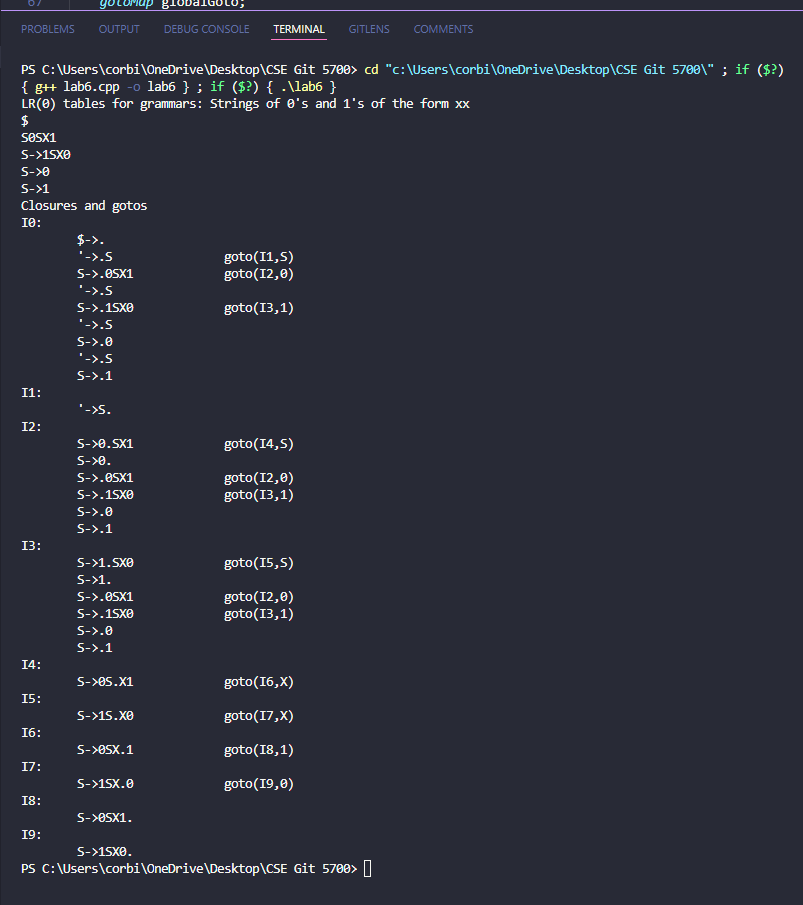 67 gotoMap globalGoto;
PROBLEMS OUTPUT DEBUG CONSOLE TERMINAL GITLENS COMMENTS
PS C:\Users\corbi\OneDrive\Desktop\CSE Git 5700> cd "c:\Users\corbi\OneDrive\Desktop\CSE Git 5700\" ; if ($?)
{ g++ lab6.cpp -o lab6 } ; if ($?) { .\lab6 }
LR(0) tables for grammars: Strings of 0's and 1's of the form xx
$
S0SX1
S->1SX0
S->0
S->1
Closures and gotos
I0:
$->.
'->.S goto(I1,S)
S->.0SX1 goto(I2,0)
'->.S
S->.1SX0 goto(I3,1)
'->.S
S->.0
'->.S
S->.1
I1:
'->S.
I2:
S->0.SX1 goto(I4,S)
S->0.
S->.0SX1 goto(I2,0)
S->.1SX0 goto(I3,1)
S->.0
S->.1
I3:
S->1.SX0 goto(I5,S)
S->1.
S->.0SX1 goto(I2,0)
S->.1SX0 goto(I3,1)
S->.0
S->.1
I4:
S->0S.X1 goto(I6,X)
I5:
S->1S.X0 goto(I7,X)
I6:
S->0SX.1 goto(I8,1)
I7:
S->1SX.0 goto(I9,0)
I8:
S->0SX1.
I9:
S->1SX0.
PS C:\Users\corbi\OneDrive\Desktop\CSE Git 5700>